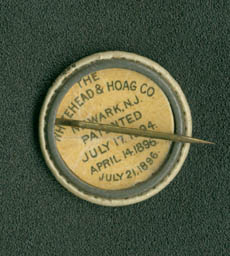 THE
WHITEHEAD & HOAG CO.
NEWARK, N.J.
PATENTED
JULY 17, 1894.
APRIL 14, 1896.
JULY 21, 1896.